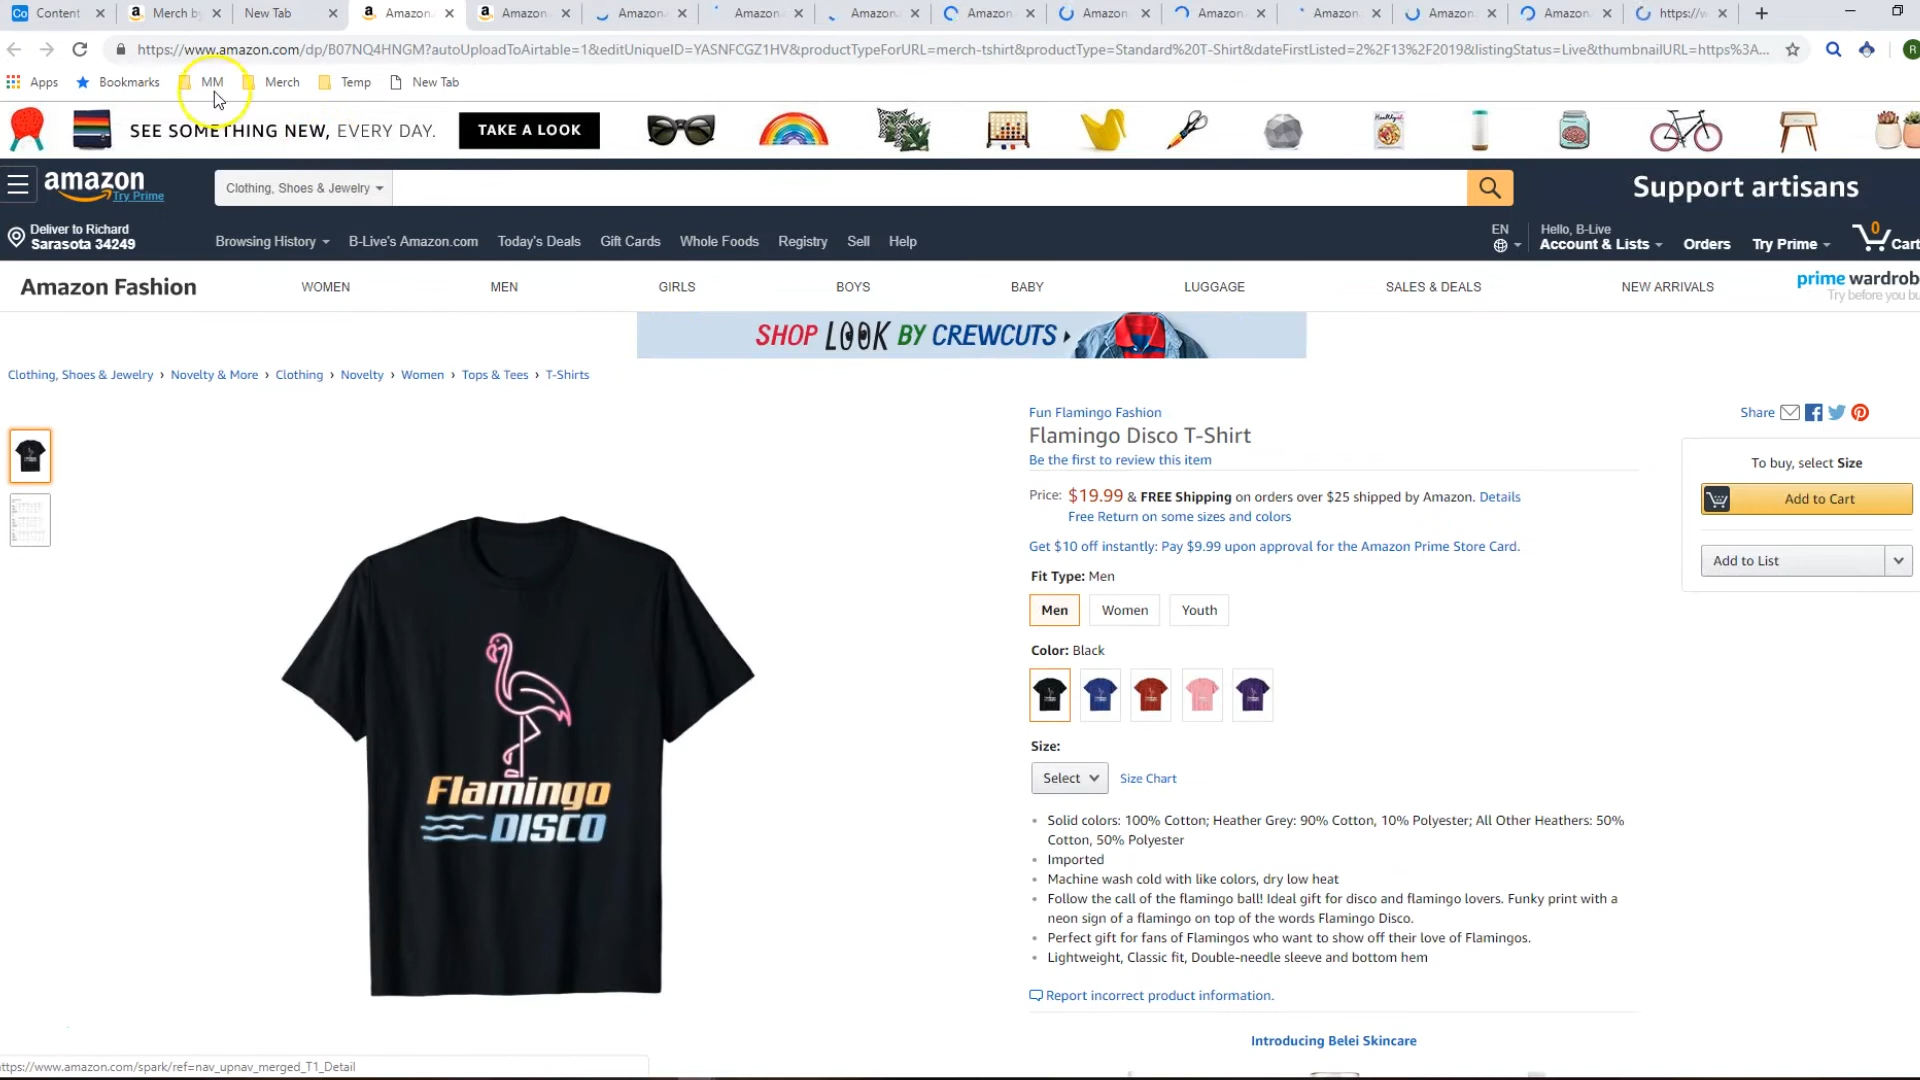 Content
Merch by
New Tab
Amazon.
Amazon.
Amazon.
Amazon.
Amazon.
Amazon
Amazon
Amazon.
Amazon.
Amazon.
Amazon.
https://w
https://www.amazon.com/dp/B07NQ4HNGM?autoUploadToAirtable=1&editUniqueID=YASNFCGZ1HV&productTypeForURL=merch-tshirt&productType=Standard%20T-Shirt&dateFirstListed=2%2F13%2F2019&listingStatus=Live&thumbnailURL=https%3A...
R
Apps
Bookmarks
MM
Merch
Temp
New Tab
SEE SOMETHING NEW, EVERY DAY.
TAKE A LOOK
amazon
Try Prime
Clothing, Shoes & Jewelry
Support artisans
Deliver to Richard
Sarasota 34249
Browsing History
B-Live's Amazon.com
Today's Deals
Gift Cards
Whole Foods
Registry
Sell
Help
EN
Hello, B-Live
Account & Lists
Orders
Try Prime
0
Cart
Amazon Fashion
WOMEN
MEN
GIRLS
BOYS
BABY
LUGGAGE
SALES & DEALS
NEW ARRIVALS
prime wardrob
Try before you bu
SHOP LOOK BY CREWCUTS
Clothing, Shoes & Jewelry › Novelty & More › Clothing › Novelty › Women › Tops & Tees › T-Shirts
Fun Flamingo Fashion
Flamingo Disco T-Shirt
Be the first to review this item
Share
Price: $19.99 & FREE Shipping on orders over $25 shipped by Amazon. Details
Free Return on some sizes and colors
Get $10 off instantly: Pay $9.99 upon approval for the Amazon Prime Store Card.
To buy, select Size
Add to Cart
Add to List
Fit Type: Men
Men
Women
Youth
Color: Black
Size:
Select
Size Chart
Flamingo
DISCO
• Solid colors: 100% Cotton; Heather Grey: 90% Cotton, 10% Polyester; All Other Heathers: 50%
Cotton, 50% Polyester
• Imported
• Machine wash cold with like colors, dry low heat
• Follow the call of the flamingo ball! Ideal gift for disco and flamingo lovers. Funky print with a
neon sign of a flamingo on top of the words Flamingo Disco.
• Perfect gift for fans of Flamingos who want to show off their love of Flamingos.
• Lightweight, Classic fit, Double-needle sleeve and bottom hem
Report incorrect product information.
Introducing Belei Skincare
ttps://www.amazon.com/spark/ref=nav_upnav_merged_T1_Detail